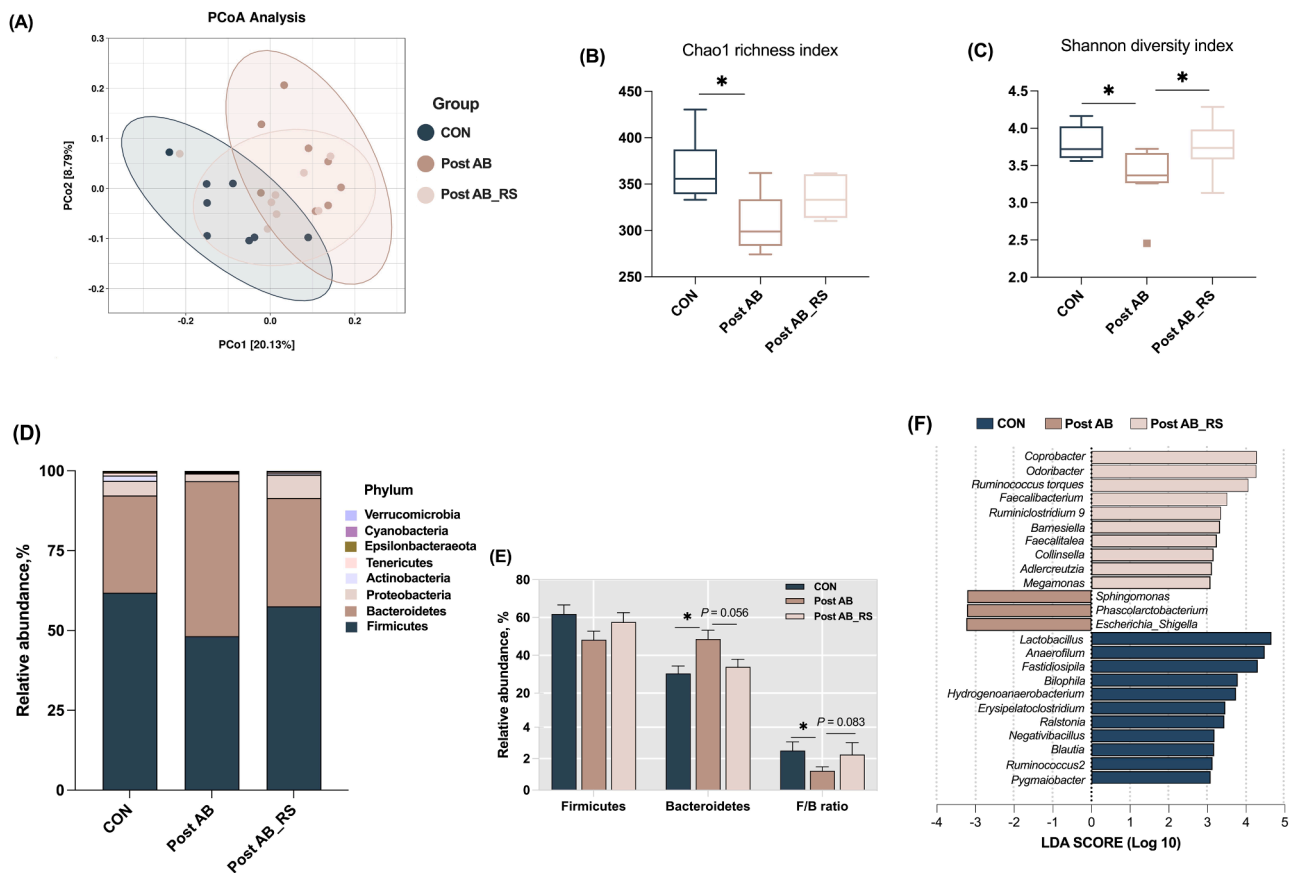 (A)
PCoA Analysis
0.3
0.2
0.1
0.0
-0.1
-0.2
-0.2
0.0
0.2
PCo2 [8.79%]
PCo1 [20.13%]
Group
CON
Post AB
Post AB_RS
(B)
Chao1 richness index
*
450
400
350
300
250
CON
Post AB
Post AB_RS
(C)
Shannon diversity index
*
*
4.5
4.0
3.5
3.0
2.5
2.0
CON
Post AB
Post AB_RS
(D)
Relative abundance,%
100
75
50
25
0
CON
Post AB
Post AB_RS
Phylum
Verrucomicrobia
Cyanobacteria
Epsilonbacteraeota
Tenericutes
Actinobacteria
Proteobacteria
Bacteroidetes
Firmicutes
(E)
Relative abundance, %
80
60
40
20
4
2
0
CON
Post AB
Post AB_RS
*
P = 0.056
*
P = 0.083
Firmicutes
Bacteroidetes
F/B ratio
(F)
CON
Post AB
Post AB_RS
Coprobacter
Odoribacter
Ruminococcus torques
Faecalibacterium
Ruminiclostridium 9
Barnesiella
Faecalitalea
Collinsella
Adlercreutzia
Megamonas
Sphingomonas
Phascolarctobacterium
Escherichia_Shigella
Lactobacillus
Anaerofilum
Fastidiosipila
Bilophila
Hydrogenoanaerobacterium
Erysipelatoclostridium
Ralstonia
Negativibacillus
Blautia
Ruminococcus2
Pygmaiobacter
-4
-3
-2
-1
0
1
2
3
4
5
LDA SCORE (Log 10)